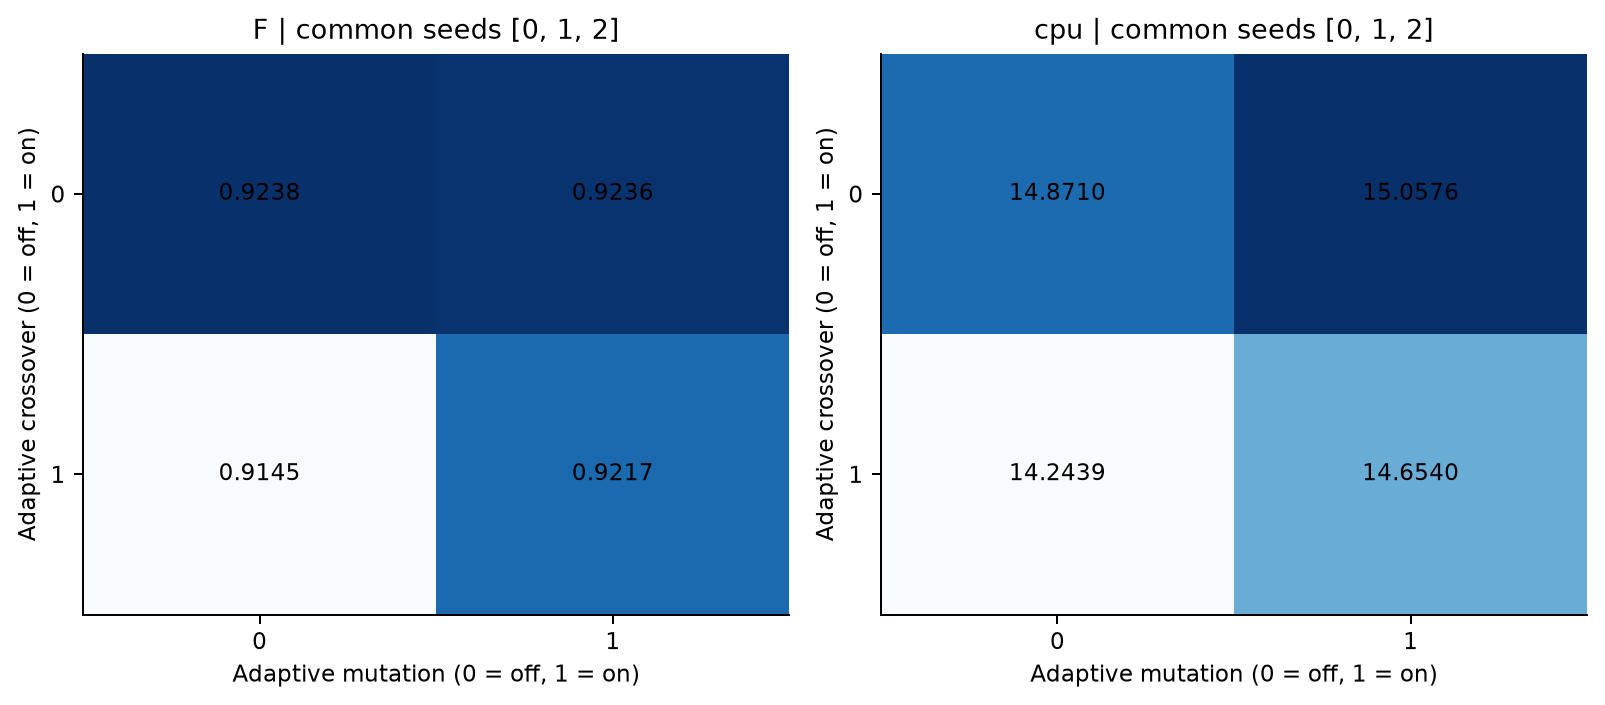 F | common seeds [0, 1, 2]
Adaptive crossover (0 = off, 1 = on)
0
1
0.9238
0.9236
0.9145
0.9217
0
1
Adaptive mutation (0 = off, 1 = on)
cpu | common seeds [0, 1, 2]
Adaptive crossover (0 = off, 1 = on)
0
1
14.8710
15.0576
14.2439
14.6540
0
1
Adaptive mutation (0 = off, 1 = on)